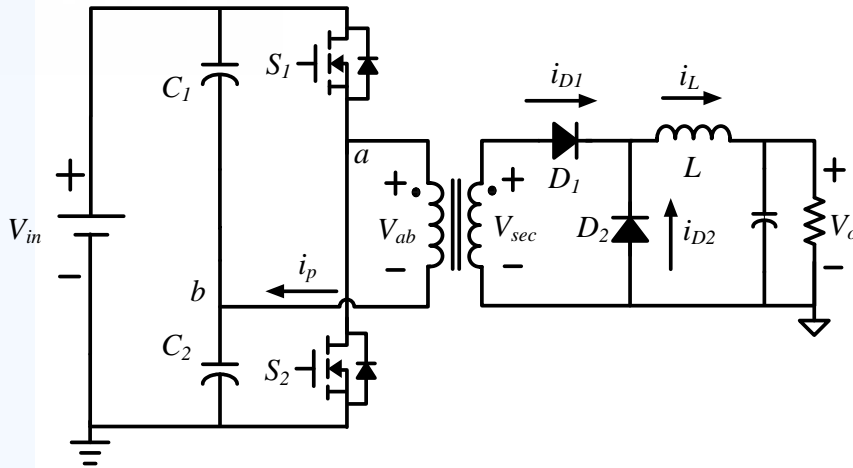 S1
C1
iD1
iL
+
a
L
D1
+
Vin
−
+
Vab
−
+
Vsec
−
D2
iD2
+
Vo
−
b
ip
C2
S2